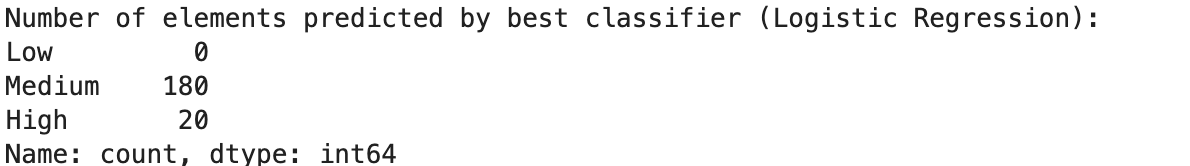 Number of elements predicted by best classifier (Logistic Regression):
Low         0
Medium    180
High       20
Name: count, dtype: int64